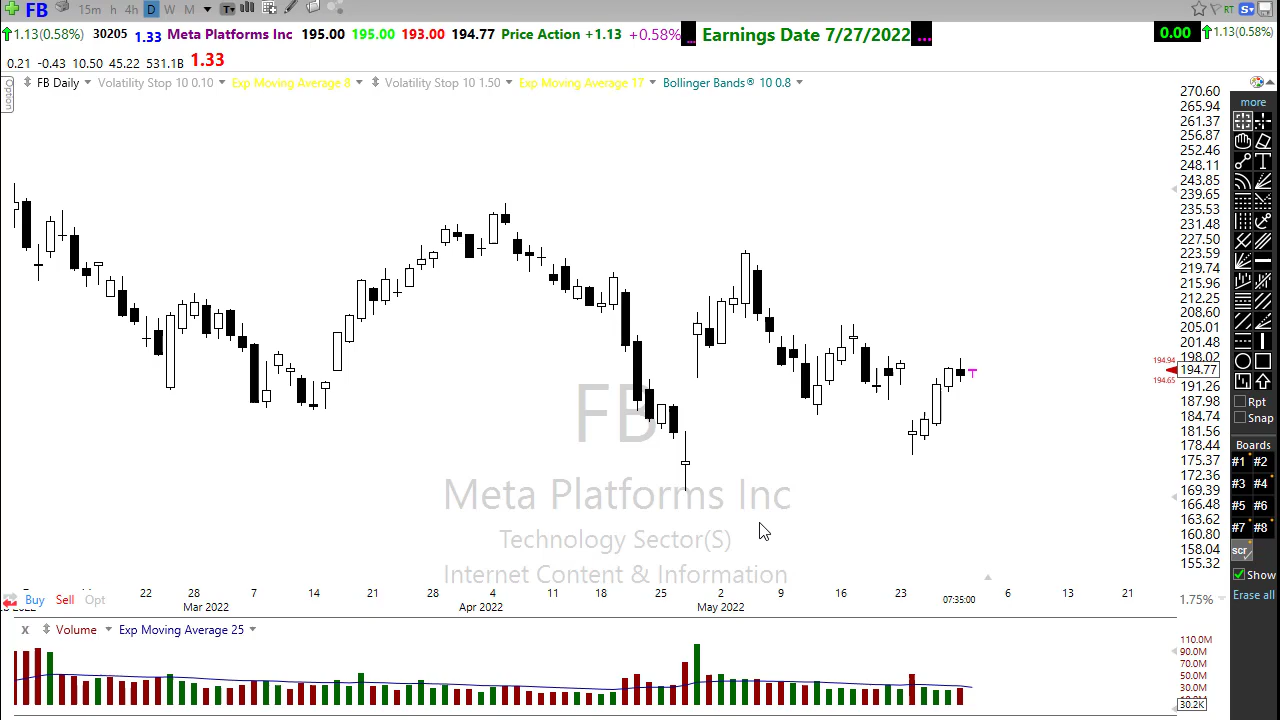 FB 15m h 4h D W M T RT S
1.13(0.58%) 30205 1.33 Meta Platforms Inc 195.00 195.00 193.00 194.77 Price Action +1.13 +0.58% ... Earnings Date 7/27/2022 ... 0.00 1.13(0.58%)
0.21 -0.43 10.50 45.22 531.1B 1.33
Option
FB Daily Volatility Stop 10 0.10 Exp Moving Average 8 Volatility Stop 10 1.50 Exp Moving Average 17 Bollinger Bands® 10 0.8
more
270.60
265.94
261.37
256.87
252.46
248.11
243.85
239.65
235.53
231.48
227.50
223.59
219.74
215.96
212.25
208.60
205.01
201.48
198.02
194.94
194.77
194.65
191.26
187.98
184.74
181.56
178.44
175.37
172.36
169.39
166.48
163.62
160.80
158.04
155.32
T
Rpt
Snap
Boards
#1 #2
#3 #4
#5 #6
#7 #8
scr
Show
Erase all
FB
Meta Platforms Inc
Technology Sector(S)
Internet Content & Information
22 28 7 14 21 28 4 11 18 25 2 9 16 23 07:35:00 6 13 21
Mar 2022 Apr 2022 May 2022
Buy Sell Opt 1.75%
x Volume Exp Moving Average 25
110.0M
90.0M
70.0M
50.0M
30.0M
30.2K